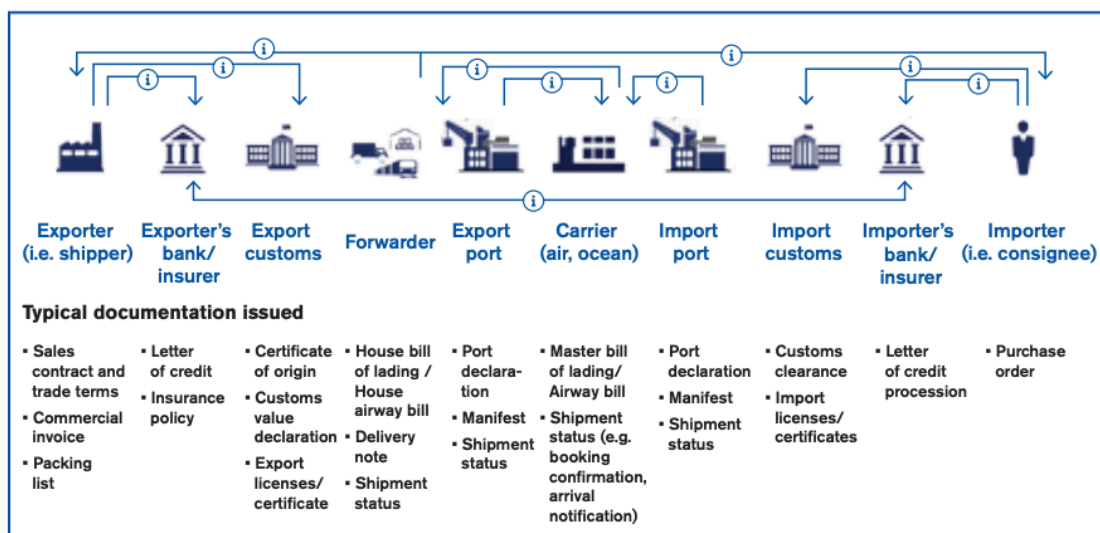 i
i
i
i
i
i
i
i
i
i
Exporter
(i.e. shipper)
Exporter's
bank/
insurer
Export
customs
Forwarder
Export
port
Carrier
(air, ocean)
Import
port
Import
customs
Importer's
bank/
insurer
Importer
(i.e. consignee)
Typical documentation issued
▪ Sales
contract and
trade terms
▪ Commercial
invoice
▪ Packing
list
▪ Letter
of credit
▪ Insurance
policy
▪ Certificate
of origin
▪ Customs
value
declaration
▪ Export
licenses/
certificate
▪ House bill
of lading /
House
airway bill
▪ Delivery
note
▪ Shipment
status
▪ Port
declara-
tion
▪ Manifest
▪ Shipment
status
▪ Master bill
of lading/
Airway bill
▪ Shipment
status (e.g.
booking
confirmation,
arrival
notification)
▪ Port
declaration
▪ Manifest
▪ Shipment
status
▪ Customs
clearance
▪ Import
licenses/
certificates
▪ Letter
of credit
procession
▪ Purchase
order